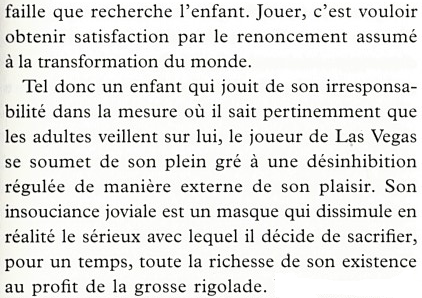 faille que recherche l’enfant. Jouer, c’est vouloir
obtenir satisfaction par le renoncement assumé
à la transformation du monde.
Tel donc un enfant qui jouit de son irresponsa-
bilité dans la mesure où il sait pertinemment que
les adultes veillent sur lui, le joueur de Las Vegas
se soumet de son plein gré à une désinhibition
régulée de manière externe de son plaisir. Son
insouciance joviale est un masque qui dissimule en
réalité le sérieux avec lequel il décide de sacrifier,
pour un temps, toute la richesse de son existence
au profit de la grosse rigolade.